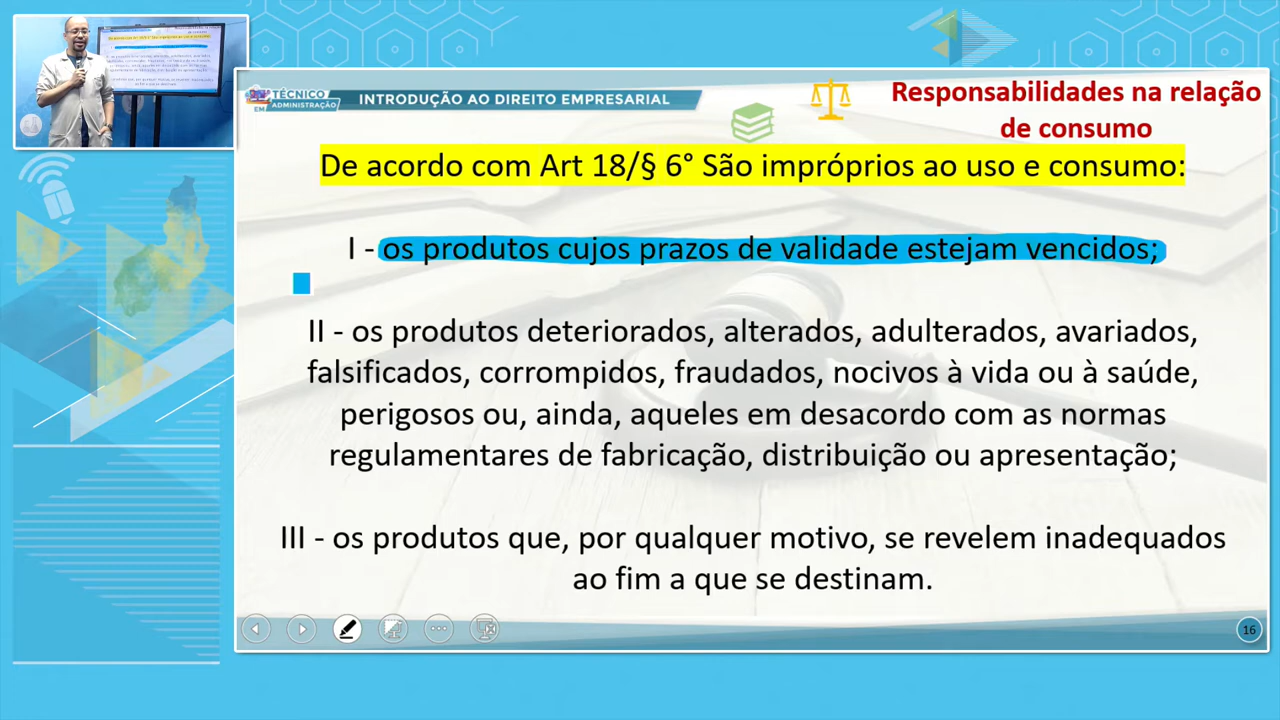 TÉCNICO
EM ADMINISTRAÇÃO
INTRODUÇÃO AO DIREITO EMPRESARIAL
Responsabilidades na relação
de consumo
De acordo com Art 18/§ 6° São impróprios ao uso e consumo:
I - os produtos cujos prazos de validade estejam vencidos;
II - os produtos deteriorados, alterados, adulterados, avariados,
falsificados, corrompidos, fraudados, nocivos à vida ou à saúde,
perigosos ou, ainda, aqueles em desacordo com as normas
regulamentares de fabricação, distribuição ou apresentação;
III - os produtos que, por qualquer motivo, se revelem inadequados
ao fim a que se destinam.
16